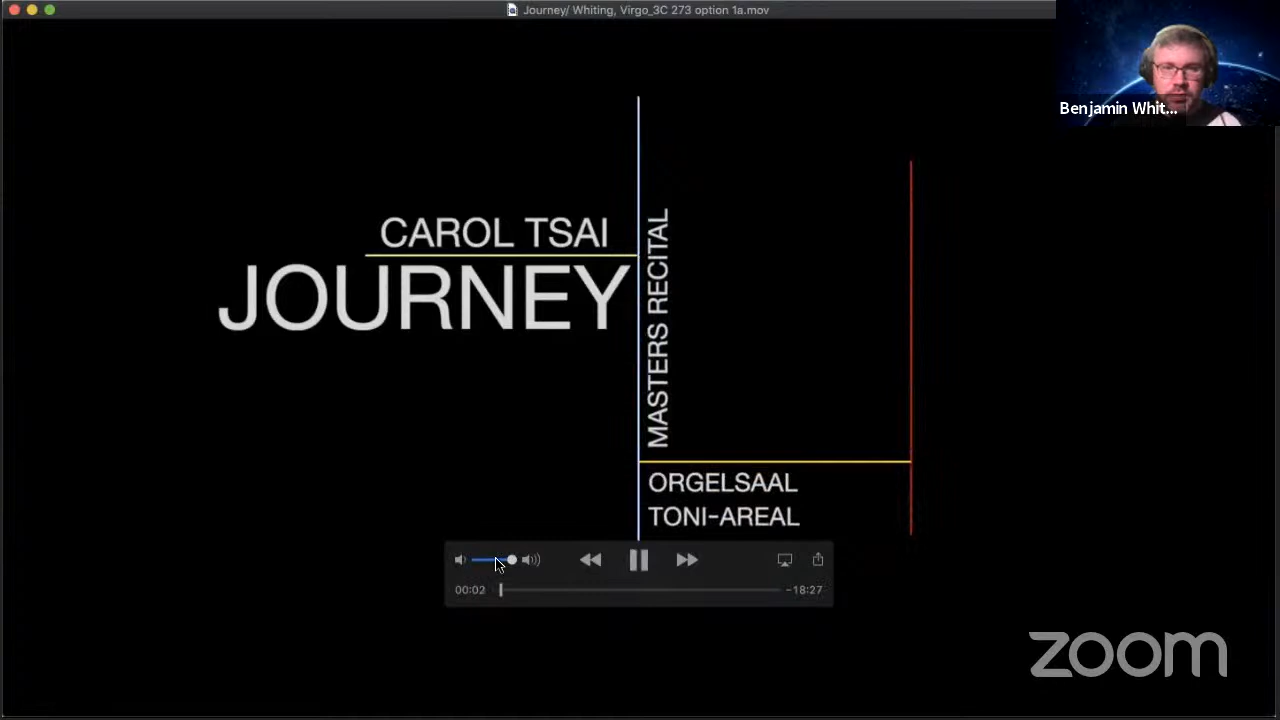 Journey/ Whiting, Virgo_3C 273 option 1a.mov
Benjamin Whit...
CAROL TSAI
JOURNEY
MASTERS RECITAL
ORGELSAAL
TONI-AREAL
00:02
-18:27
zoom